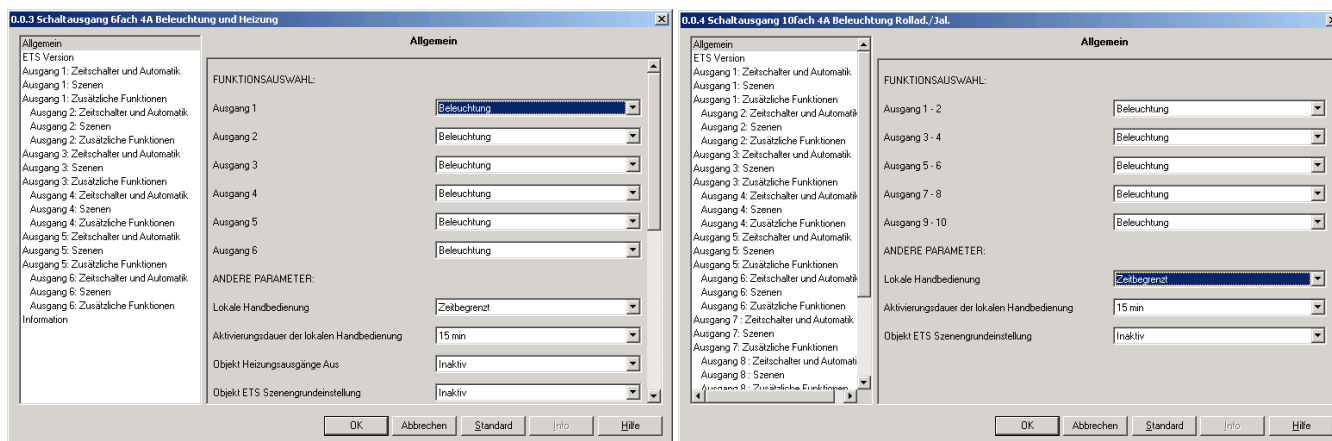 0.0.3 Schaltausgang 6fach 4A Beleuchtung und Heizung
Allgemein
ETS Version
Ausgang 1: Zeitschalter und Automatik
Ausgang 1: Szenen
Ausgang 1: Zusätzliche Funktionen
Ausgang 2: Zeitschalter und Automatik
Ausgang 2: Szenen
Ausgang 2: Zusätzliche Funktionen
Ausgang 3: Zeitschalter und Automatik
Ausgang 3: Szenen
Ausgang 3: Zusätzliche Funktionen
Ausgang 4: Zeitschalter und Automatik
Ausgang 4: Szenen
Ausgang 4: Zusätzliche Funktionen
Ausgang 5: Zeitschalter und Automatik
Ausgang 5: Szenen
Ausgang 5: Zusätzliche Funktionen
Ausgang 6: Zeitschalter und Automatik
Ausgang 6: Szenen
Ausgang 6: Zusätzliche Funktionen
Information
Allgemein
FUNKTIONSAUSWAHL:
Ausgang 1 Beleuchtung
Ausgang 2 Beleuchtung
Ausgang 3 Beleuchtung
Ausgang 4 Beleuchtung
Ausgang 5 Beleuchtung
Ausgang 6 Beleuchtung
ANDERE PARAMETER:
Lokale Handbedienung Zeitbegrenzt
Aktivierungsdauer der lokalen Handbedienung 15 min
Objekt Heizungsausgänge Aus Inaktiv
Objekt ETS Szenengrundeinstellung Inaktiv
OK Abbrechen Standard Info Hilfe
0.0.4 Schaltausgang 10fach 4A Beleuchtung Rollad./Jal.
Allgemein
ETS Version
Ausgang 1: Zeitschalter und Automatik
Ausgang 1: Szenen
Ausgang 1: Zusätzliche Funktionen
Ausgang 2: Zeitschalter und Automatik
Ausgang 2: Szenen
Ausgang 2: Zusätzliche Funktionen
Ausgang 3: Zeitschalter und Automatik
Ausgang 3: Szenen
Ausgang 3: Zusätzliche Funktionen
Ausgang 4: Zeitschalter und Automatik
Ausgang 4: Szenen
Ausgang 4: Zusätzliche Funktionen
Ausgang 5: Zeitschalter und Automatik
Ausgang 5: Szenen
Ausgang 5: Zusätzliche Funktionen
Ausgang 6: Zeitschalter und Automatik
Ausgang 6: Szenen
Ausgang 6: Zusätzliche Funktionen
Ausgang 7 : Zeitschalter und Automatik
Ausgang 7: Szenen
Ausgang 7: Zusätzliche Funktionen
Ausgang 8 : Zeitschalter und Automati
Ausgang 8 : Szenen
Ausgang 8 : Zusätzliche Funktionen
Allgemein
FUNKTIONSAUSWAHL:
Ausgang 1 - 2 Beleuchtung
Ausgang 3 - 4 Beleuchtung
Ausgang 5 - 6 Beleuchtung
Ausgang 7 - 8 Beleuchtung
Ausgang 9 - 10 Beleuchtung
ANDERE PARAMETER:
Lokale Handbedienung Zeitbegrenzt
Aktivierungsdauer der lokalen Handbedienung 15 min
Objekt ETS Szenengrundeinstellung Inaktiv
OK Abbrechen Standard Info Hilfe